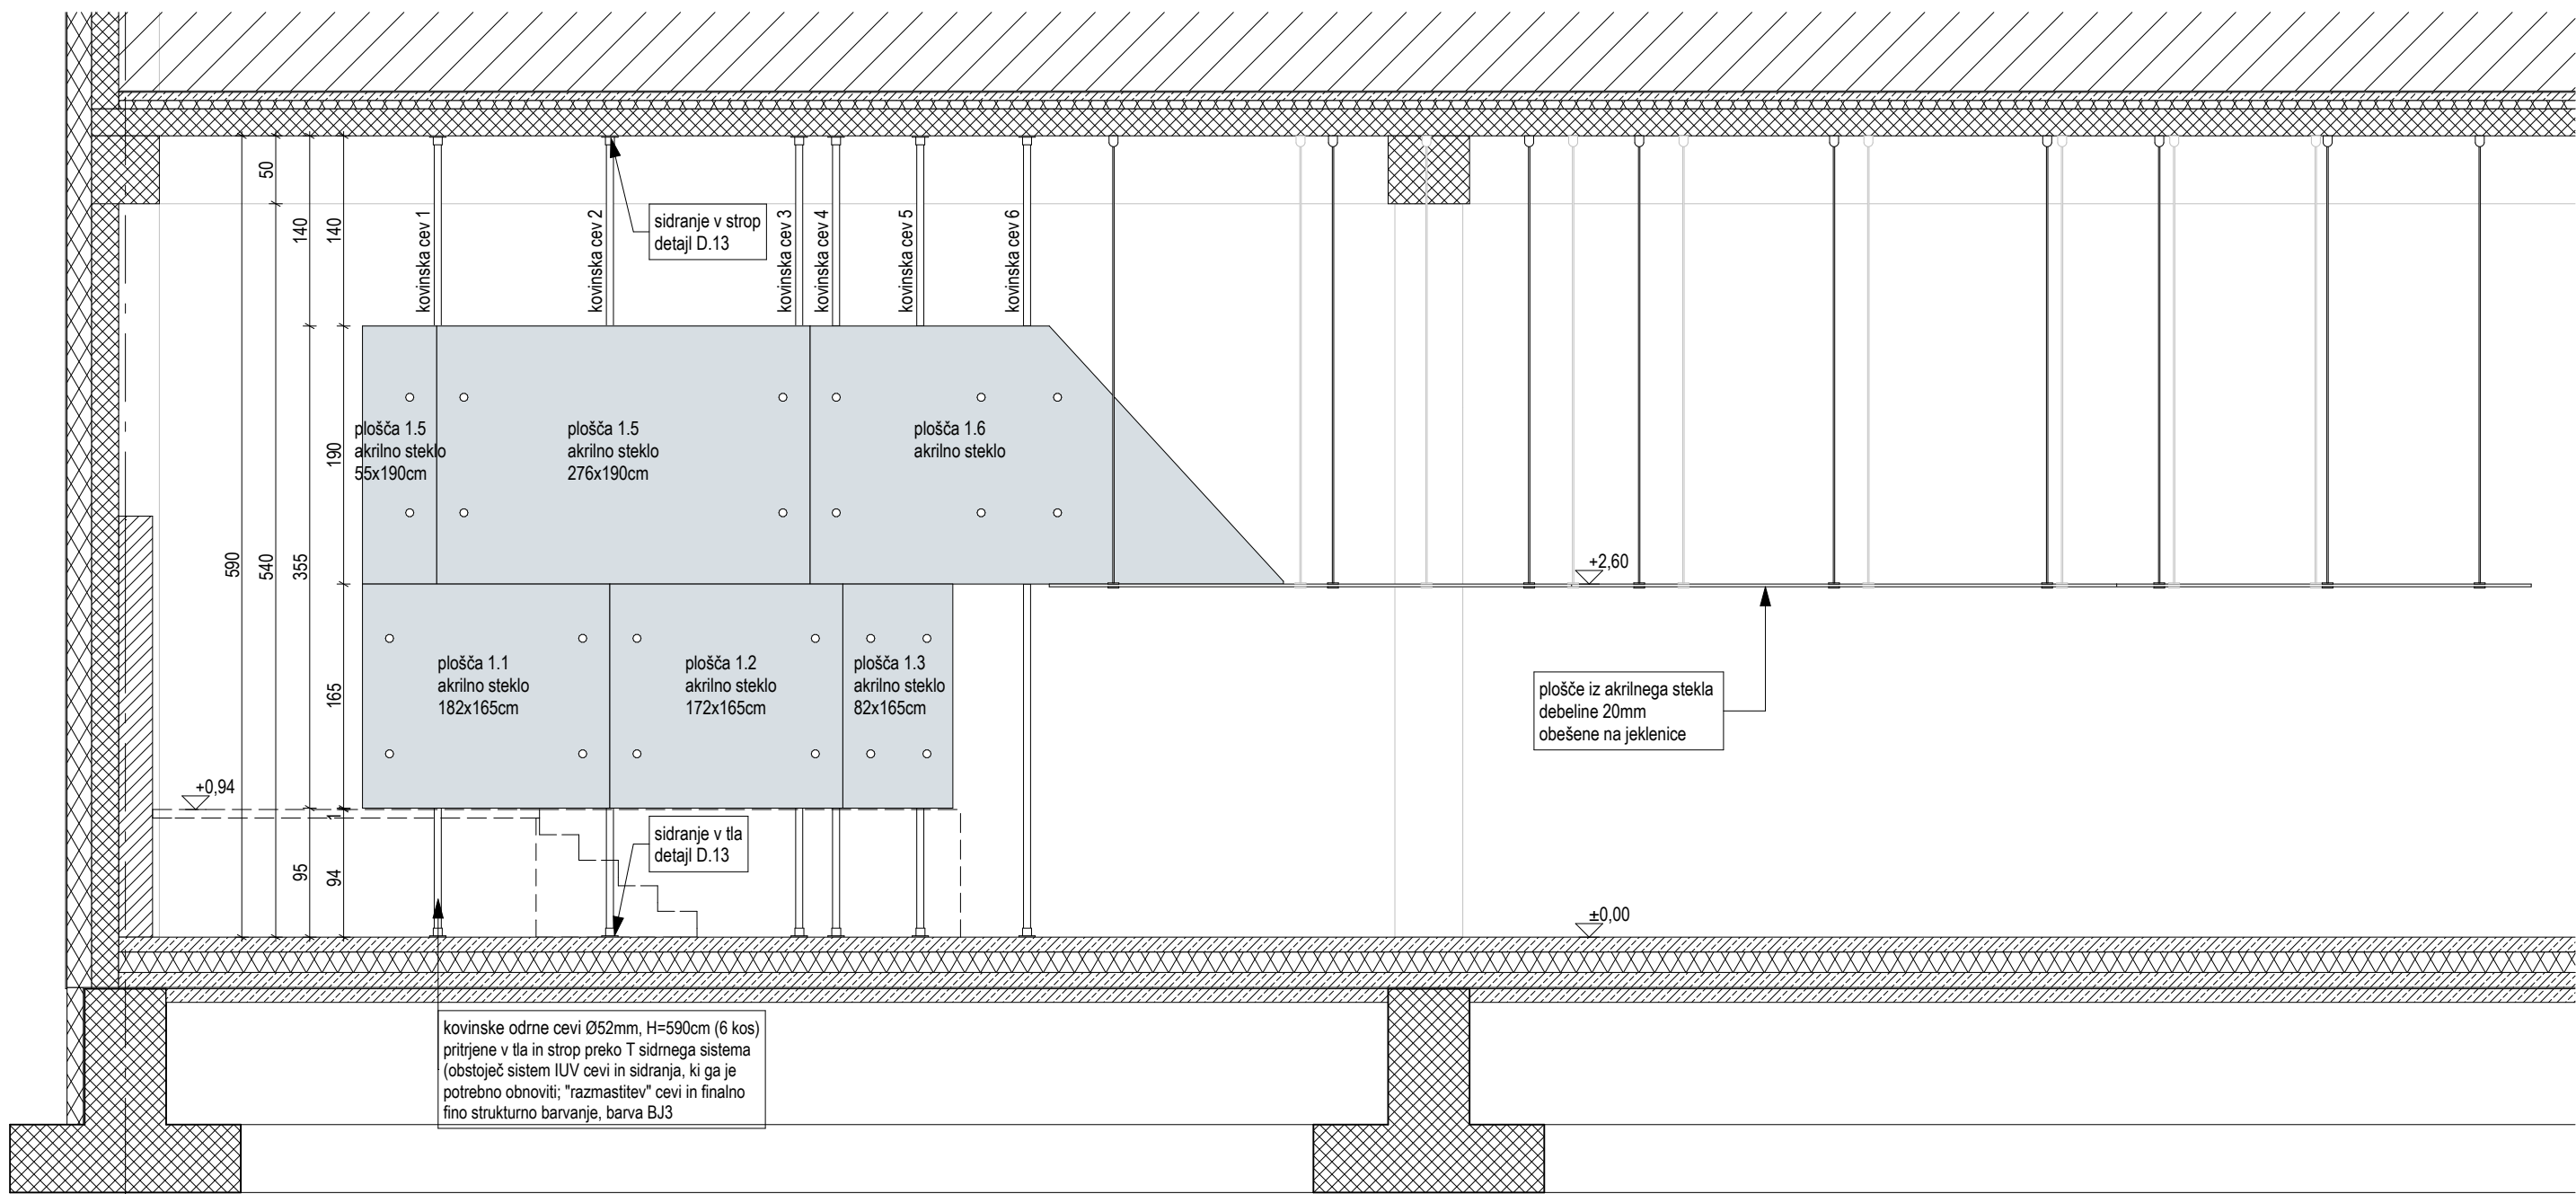 50
140
140
590
540
355
190
165
1
95
94
kovinska cev 1
kovinska cev 2
kovinska cev 3
kovinska cev 4
kovinska cev 5
kovinska cev 6
sidranje v strop
detajl D.13
plošča 1.5
akrilno steklo
55x190cm
plošča 1.5
akrilno steklo
276x190cm
plošča 1.6
akrilno steklo
+2,60
plošča 1.1
akrilno steklo
182x165cm
plošča 1.2
akrilno steklo
172x165cm
plošča 1.3
akrilno steklo
82x165cm
plošče iz akrilnega stekla
debeline 20mm
obešene na jeklenice
+0,94
sidranje v tla
detajl D.13
±0,00
kovinske odrne cevi Ø52mm, H=590cm (6 kos)
pritrjene v tla in strop preko T sidrnega sistema
(obstoječ sistem IUV cevi in sidranja, ki ga je
potrebno obnoviti; "razmastitev" cevi in finalno
fino strukturno barvanje, barva BJ3